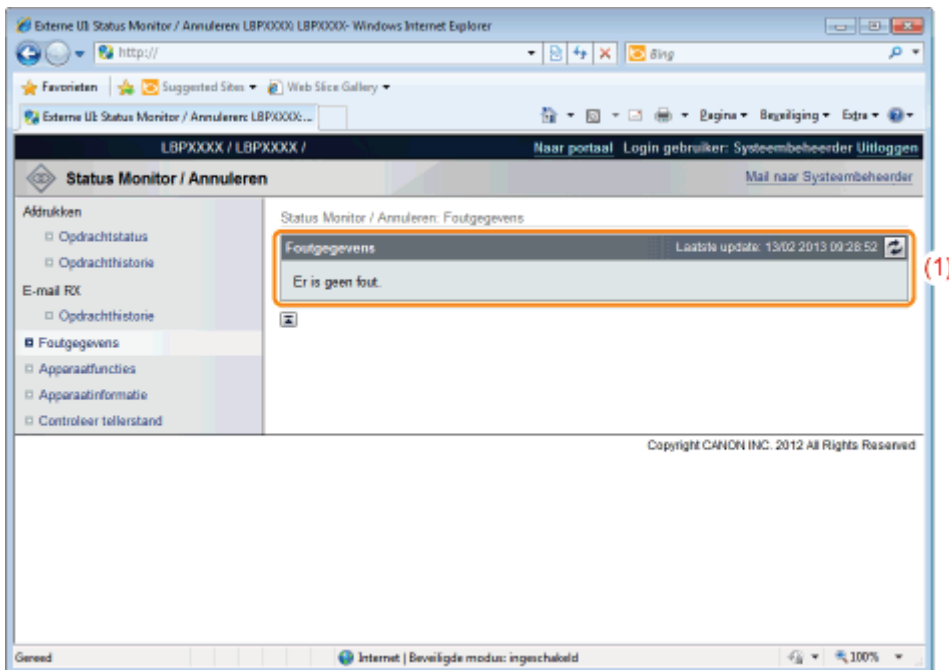 Externe UI: Status Monitor / Annuleren: LBPXXXX: LBPXXXX- Windows Internet Explorer
http://
Bing
Favorieten Suggested Sites Web Slice Gallery
Externe UI: Status Monitor / Annuleren: LBPXXXX:... Pagina Beveiliging Extra
LBPXXXX / LBPXXXX / Naar portaal Login gebruiker: Systeembeheerder Uitloggen
Status Monitor / Annuleren Mail naar Systeembeheerder
Afdrukken
Opdrachtstatus
Opdrachthistorie
E-mail RX
Opdrachthistorie
Foutgegevens
Apparaatfuncties
Apparaatinformatie
Controleer tellerstand
Status Monitor / Annuleren: Foutgegevens
Foutgegevens Laatste update: 13/02 2013 09:28:52
Er is geen fout.
(1)
Copyright CANON INC. 2012 All Rights Reserved
Gereed Internet | Beveiligde modus: ingeschakeld 100%